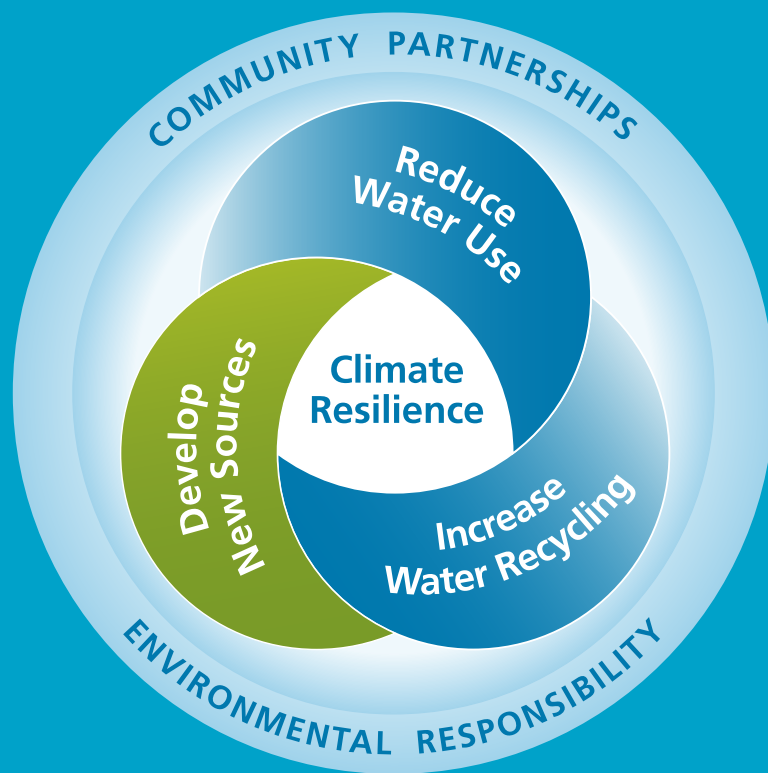 COMMUNITY PARTNERSHIPS
Reduce
Water Use
Climate
Resilience
Develop
New Sources
Increase
Water Recycling
ENVIRONMENTAL RESPONSIBILITY